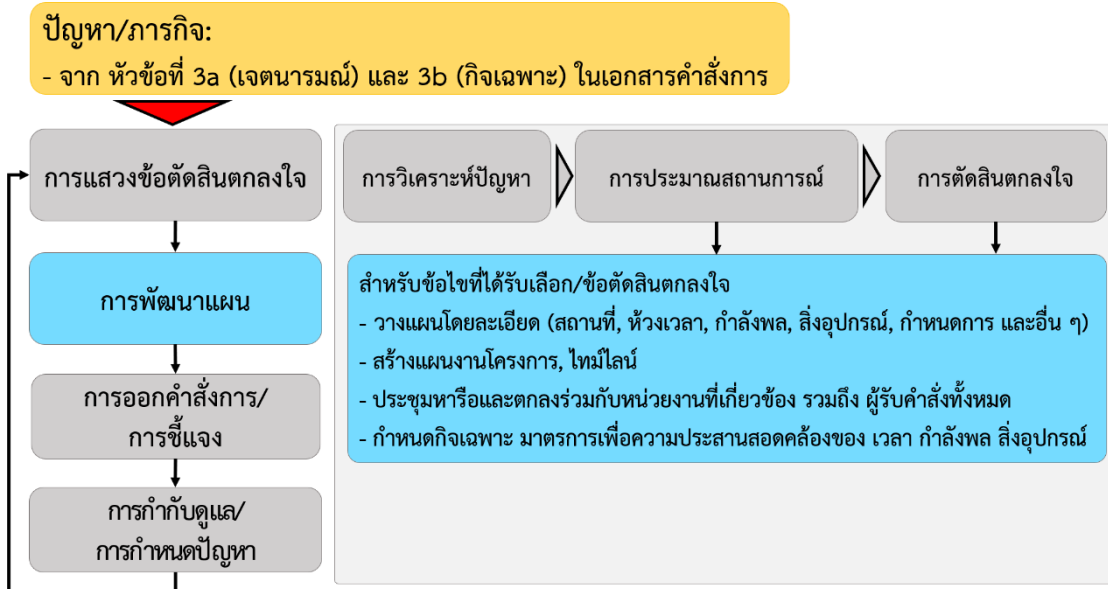 ปัญหา/ภารกิจ:
- จาก หัวข้อที่ 3a (เจตนารมณ์) และ 3b (กิจเฉพาะ) ในเอกสารคำสั่งการ
การแสวงข้อตัดสินตกลงใจ
การพัฒนาแผน
การออกคำสั่งการ/
การชี้แจง
การกำกับดูแล/
การกำหนดปัญหา
การวิเคราะห์ปัญหา
การประมาณสถานการณ์
การตัดสินตกลงใจ
สำหรับข้อไขที่ได้รับเลือก/ข้อตัดสินตกลงใจ
- วางแผนโดยละเอียด (สถานที่, ห้วงเวลา, กำลังพล, สิ่งอุปกรณ์, กำหนดการ และอื่น ๆ)
- สร้างแผนงานโครงการ, ไทม์ไลน์
- ประชุมหารือและตกลงร่วมกับหน่วยงานที่เกี่ยวข้อง รวมถึง ผู้รับคำสั่งทั้งหมด
- กำหนดกิจเฉพาะ มาตรการเพื่อความประสานสอดคล้องของ เวลา กำลังพล สิ่งอุปกรณ์